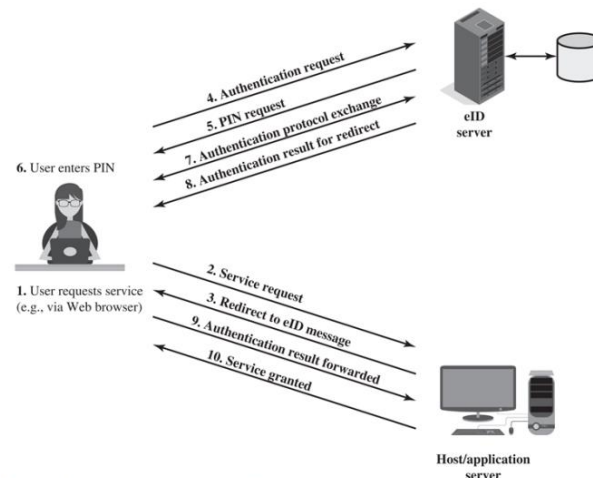 4. Authentication request
5. PIN request
7. Authentication protocol exchange
8. Authentication result for redirect
eID
server
6. User enters PIN
1. User requests service
(e.g., via Web browser)
2. Service request
3. Redirect to eID message
9. Authentication result forwarded
10. Service granted
Host/application
server